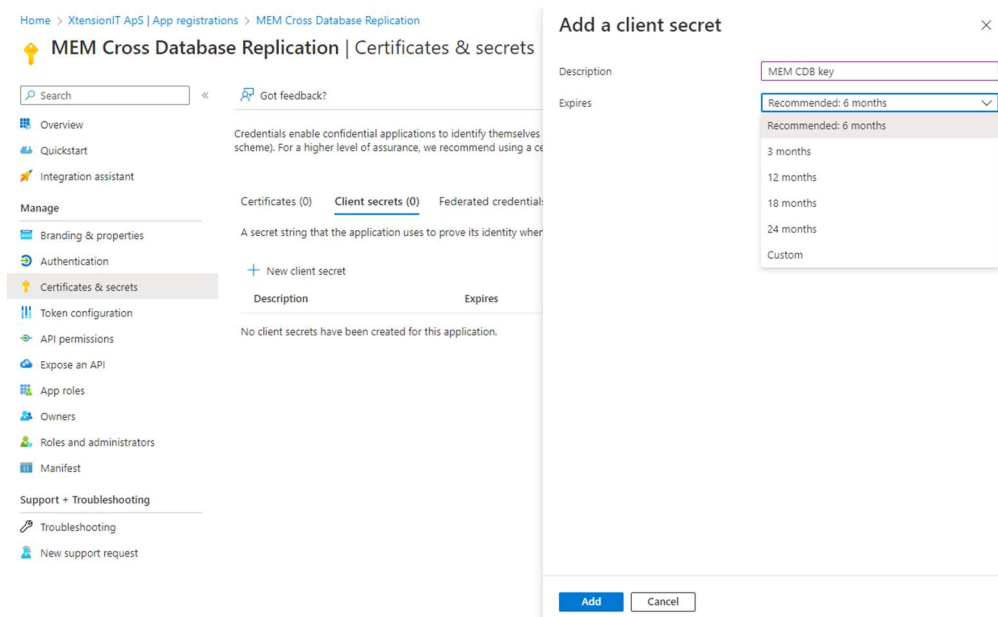 Home > XtensionIT ApS | App registrations > MEM Cross Database Replication
MEM Cross Database Replication | Certificates & secrets
Search
«
Overview
Quickstart
Integration assistant
Manage
Branding & properties
Authentication
Certificates & secrets
Token configuration
API permissions
Expose an API
App roles
Owners
Roles and administrators
Manifest
Support + Troubleshooting
Troubleshooting
New support request
Got feedback?
Credentials enable confidential applications to identify themselves
scheme). For a higher level of assurance, we recommend using a ce
Certificates (0) Client secrets (0) Federated credentials
A secret string that the application uses to prove its identity when
+ New client secret
Description Expires
No client secrets have been created for this application.
Add a client secret
Description MEM CDB key
Expires Recommended: 6 months
Recommended: 6 months
3 months
12 months
18 months
24 months
Custom
Add Cancel